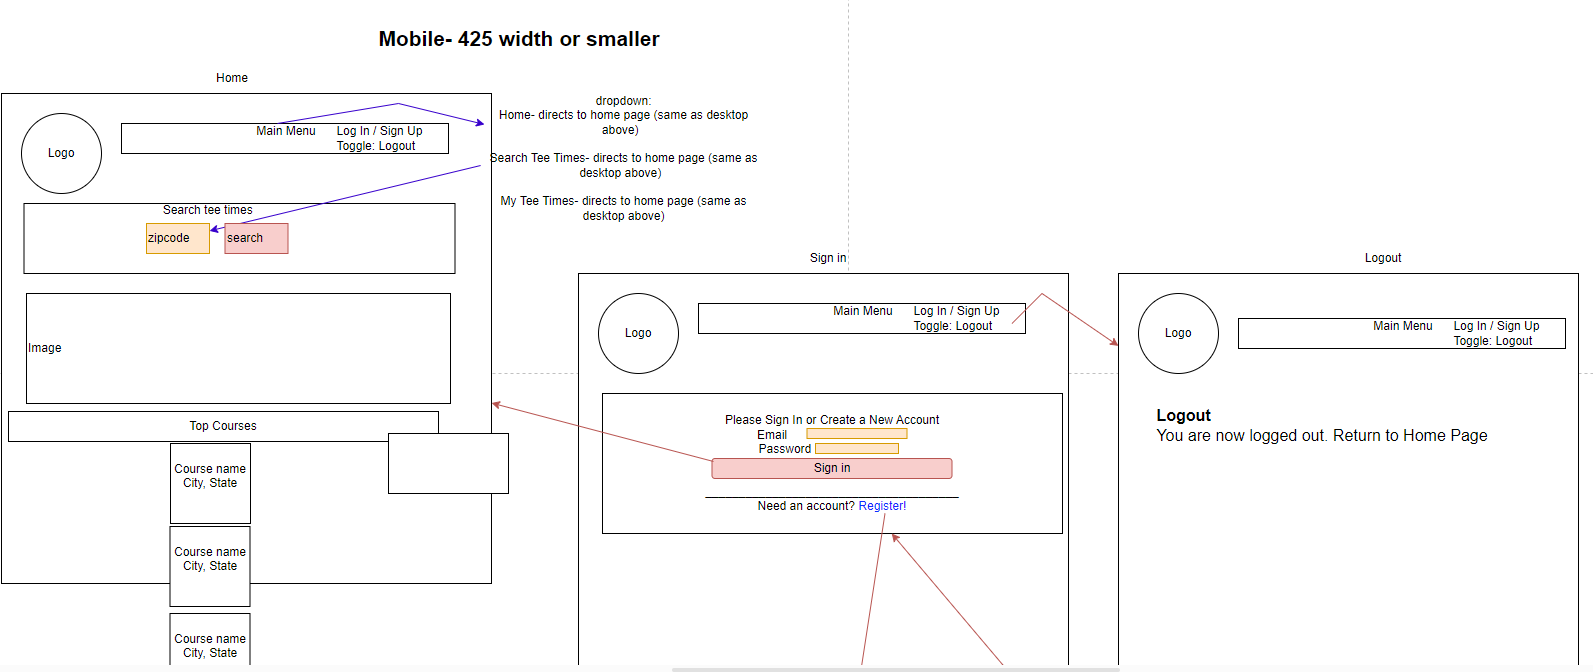 Mobile- 425 width or smaller
Home
Logo
Main Menu
Log In / Sign Up
Toggle: Logout
dropdown:
Home- directs to home page (same as desktop
above)
Search Tee Times- directs to home page (same as
desktop above)
My Tee Times- directs to home page (same as
desktop above)
Search tee times
zipcode
search
Image
Top Courses
Course name
City, State
Course name
City, State
Course name
City, State
Sign in
Logo
Main Menu
Log In / Sign Up
Toggle: Logout
Please Sign In or Create a New Account
Email
Password
Sign in
Need an account? Register!
Logout
Logo
Main Menu
Log In / Sign Up
Toggle: Logout
Logout
You are now logged out. Return to Home Page